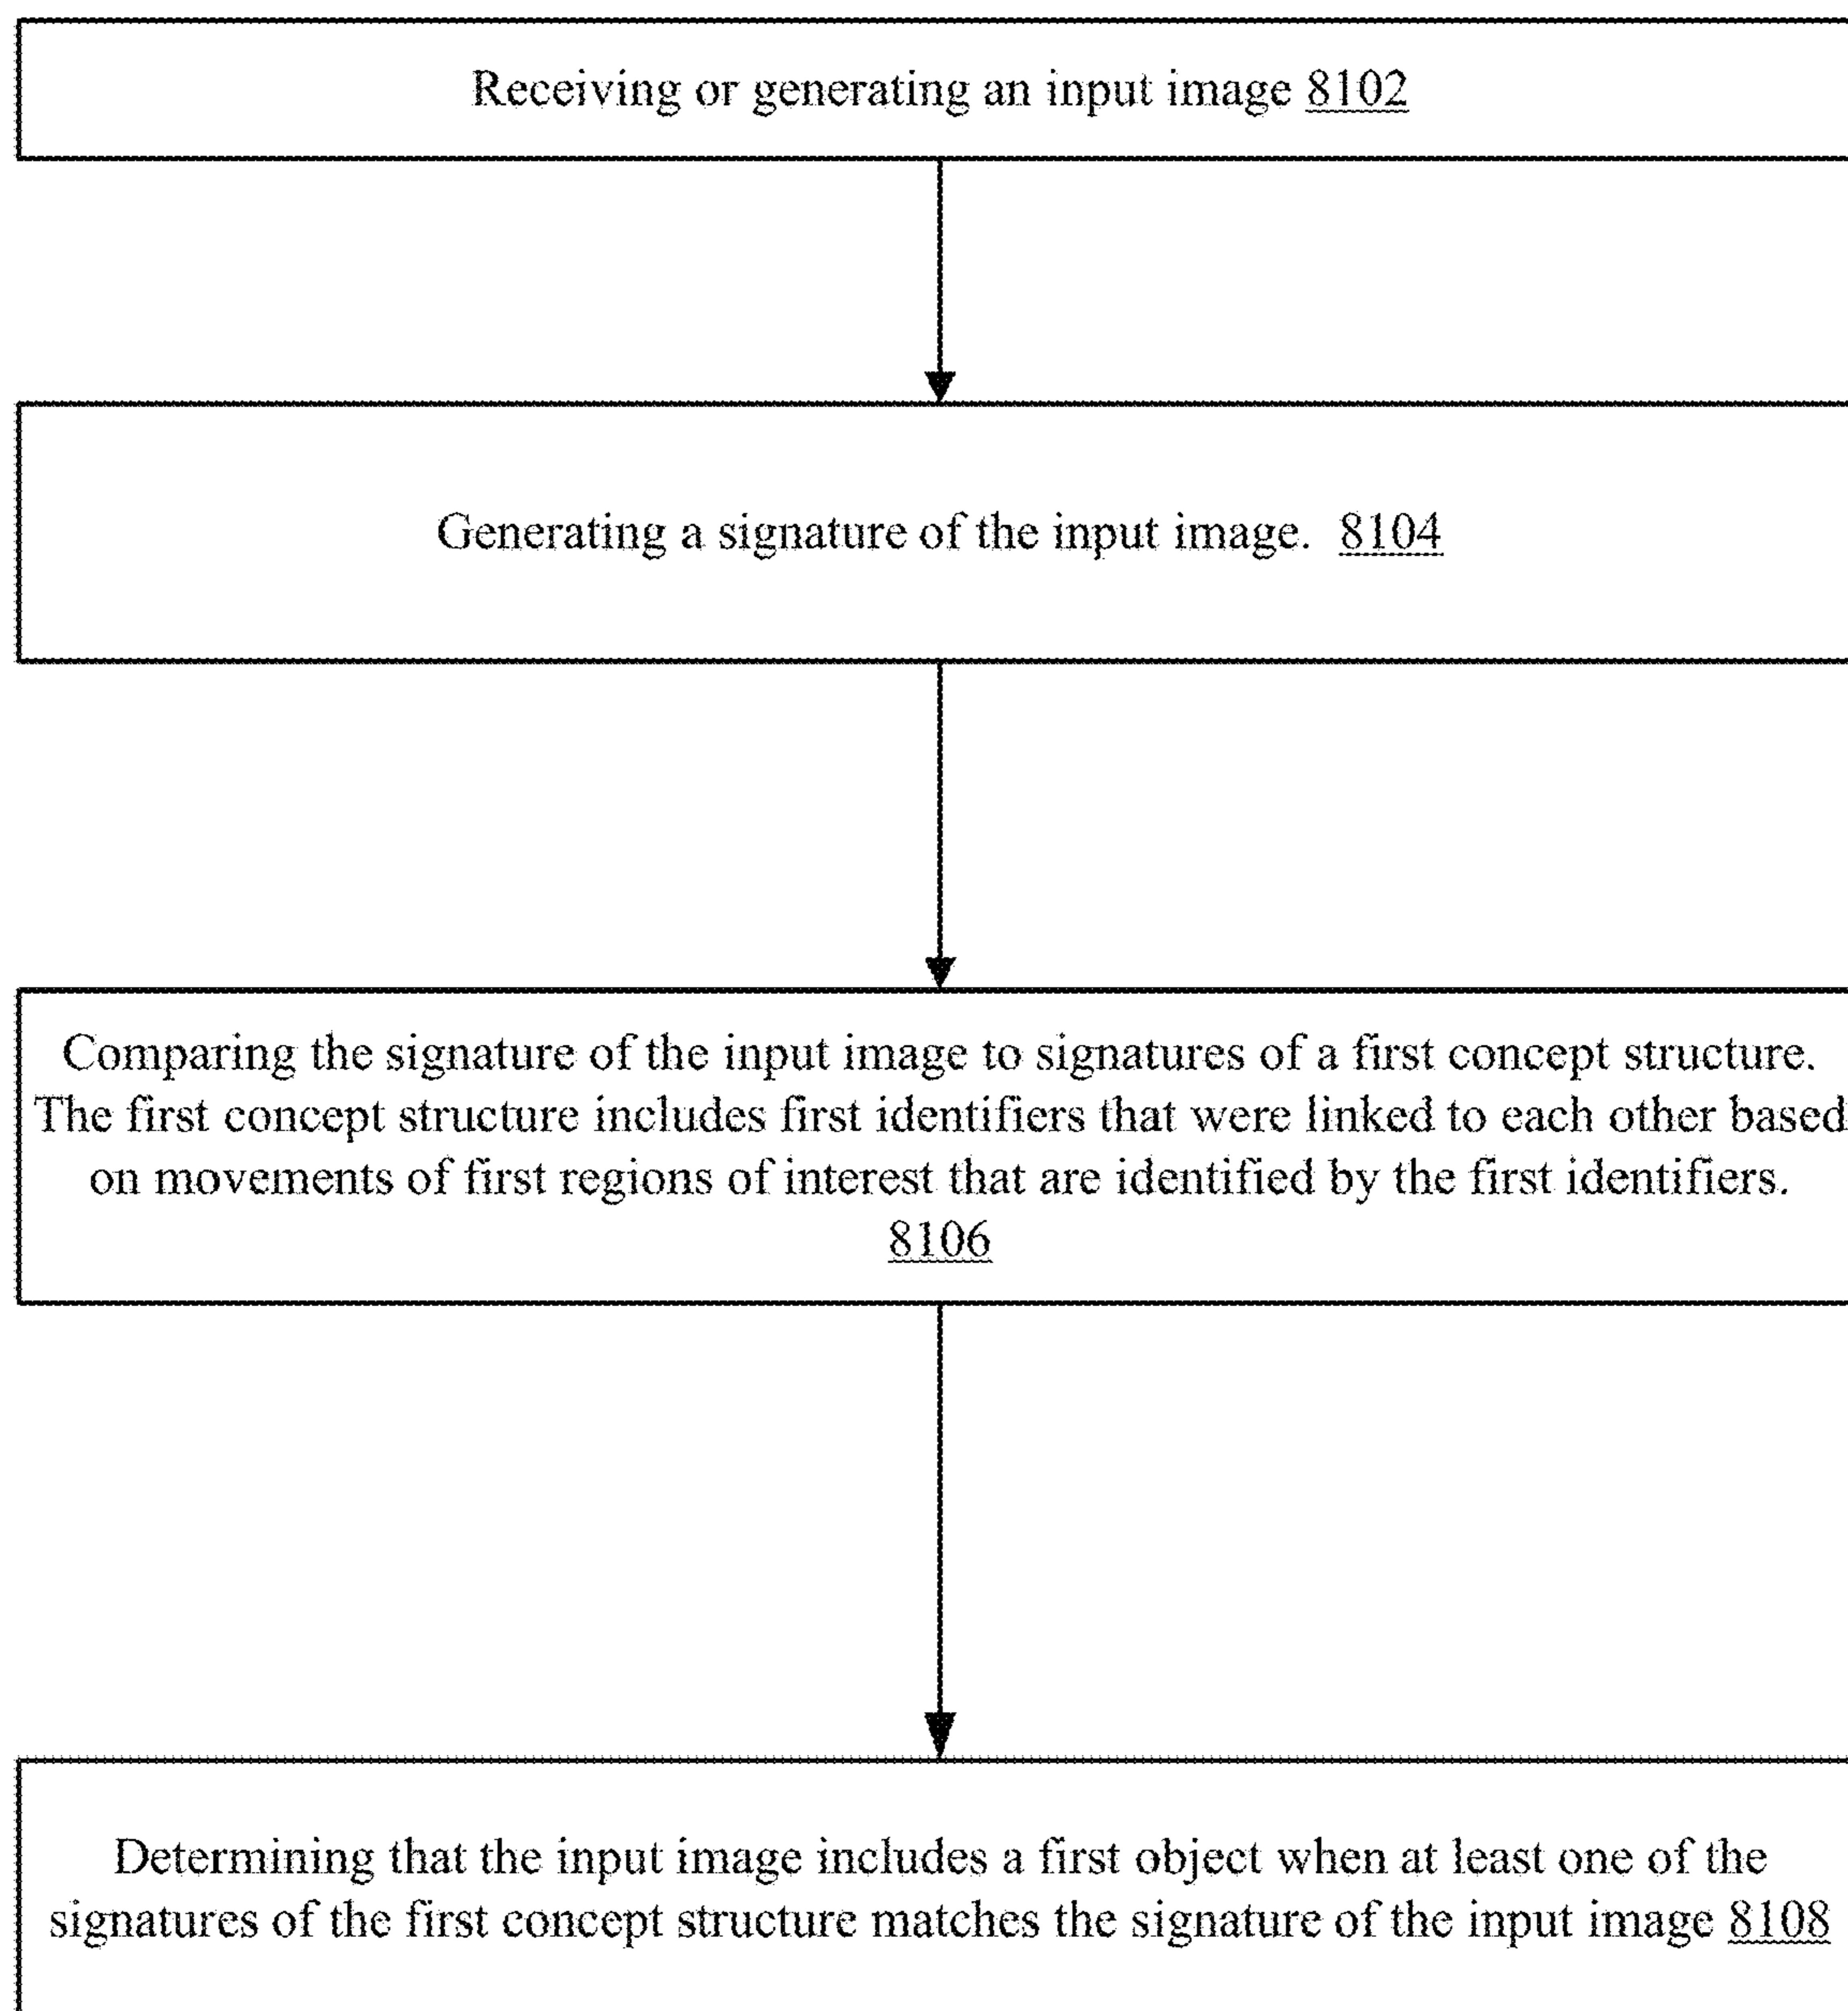 Receiving or generating an input image 8102
Generating a signature of the input image. 8104
Comparing the signature of the input image to signatures of a first concept structure.
The first concept structure includes first identifiers that were linked to each other based
on movements of first regions of interest that are identified by the first identifiers.
8106
Determining that the input image includes a first object when at least one of the
signatures of the first concept structure matches the signature of the input image 8108